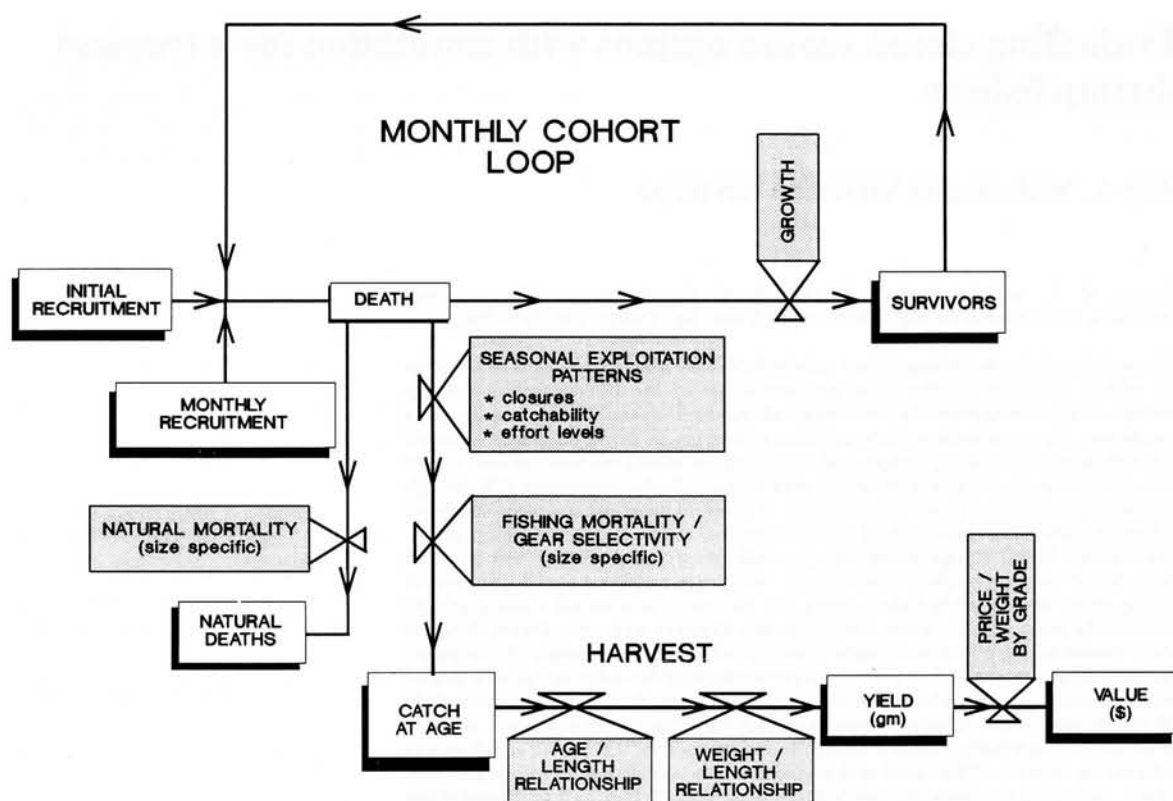 MONTHLY COHORT
LOOP
GROWTH
INITIAL
RECRUITMENT
DEATH
SURVIVORS
MONTHLY
RECRUITMENT
SEASONAL EXPLOITATION
PATTERNS
* closures
* catchability
* effort levels
NATURAL MORTALITY
(size specific)
FISHING MORTALITY /
GEAR SELECTIVITY
(size specific)
NATURAL
DEATHS
HARVEST
PRICE /
WEIGHT
BY GRADE
CATCH
AT AGE
YIELD
(gm)
VALUE
($)
AGE /
LENGTH
RELATIONSHIP
WEIGHT /
LENGTH
RELATIONSHIP